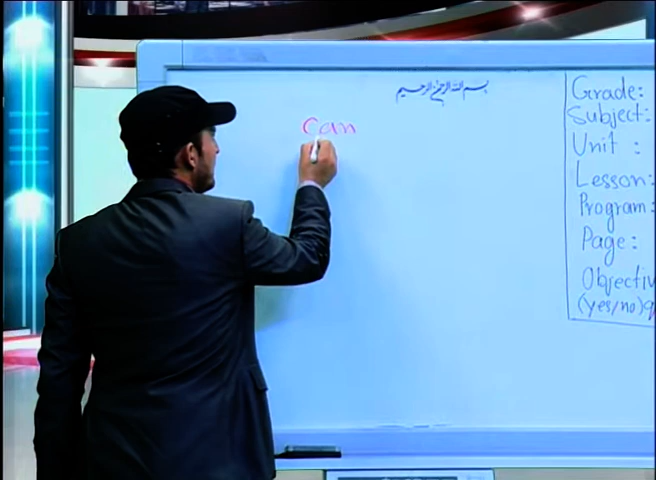 بسم الله الرحمن الرحيم
can
Grade:
Subject:
Unit :
Lesson:
Program:
Page:
Objectiv
(yes/no)q